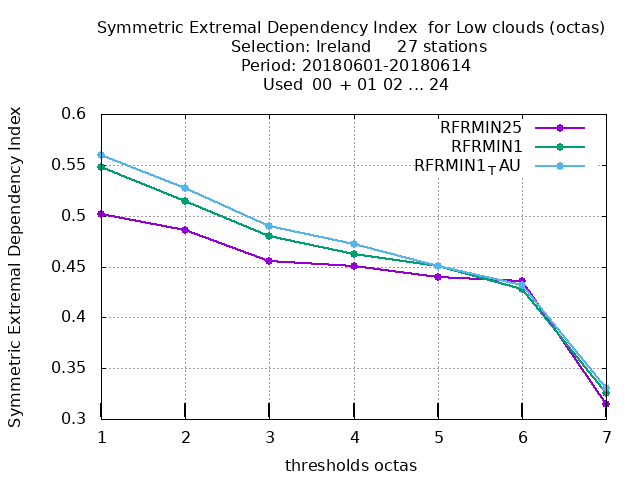 Symmetric Extremal Dependency Index  for Low clouds (octas)
Selection: Ireland     27 stations
Period: 20180601-20180614
Used  00 + 01 02 ... 24
Symmetric Extremal Dependency Index
0.6
0.55
0.5
0.45
0.4
0.35
0.3
RFRMIN25
RFRMIN1
RFRMIN1TAU
1 2 3 4 5 6 7
thresholds octas